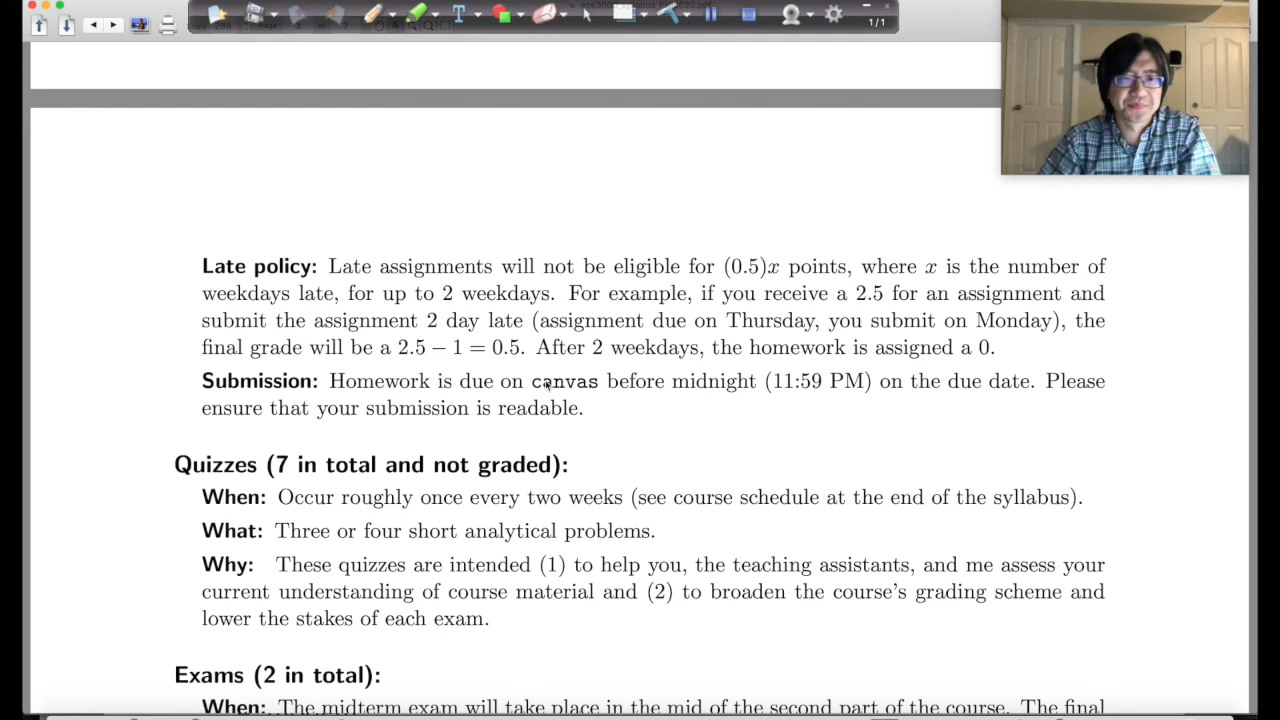 1/1
Late policy: Late assignments will not be eligible for (0.5)x points, where x is the number of
weekdays late, for up to 2 weekdays. For example, if you receive a 2.5 for an assignment and
submit the assignment 2 day late (assignment due on Thursday, you submit on Monday), the
final grade will be a 2.5 − 1 = 0.5. After 2 weekdays, the homework is assigned a 0.
Submission: Homework is due on canvas before midnight (11:59 PM) on the due date. Please
ensure that your submission is readable.
Quizzes (7 in total and not graded):
When: Occur roughly once every two weeks (see course schedule at the end of the syllabus).
What: Three or four short analytical problems.
Why: These quizzes are intended (1) to help you, the teaching assistants, and me assess your
current understanding of course material and (2) to broaden the course's grading scheme and
lower the stakes of each exam.
Exams (2 in total):
When: The midterm exam will take place in the mid of the second part of the course. The final